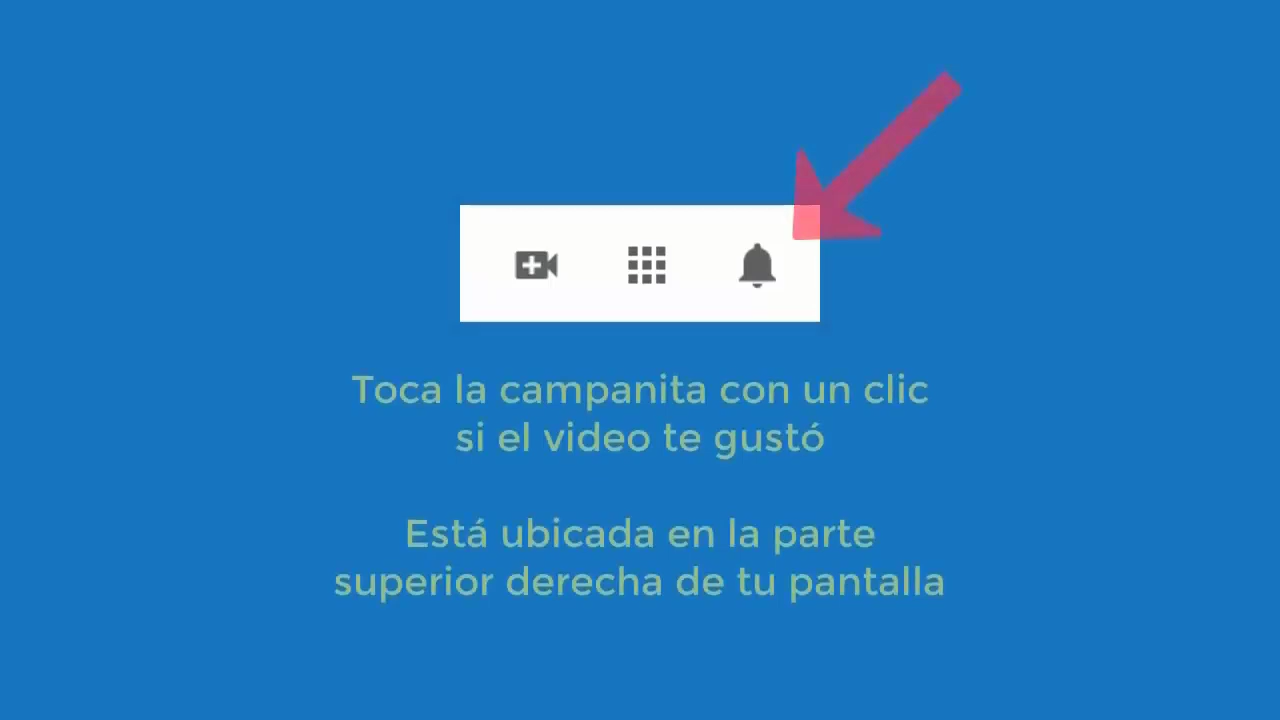 Toca la campanita con un clic
si el video te gustó
Está ubicada en la parte
superior derecha de tu pantalla